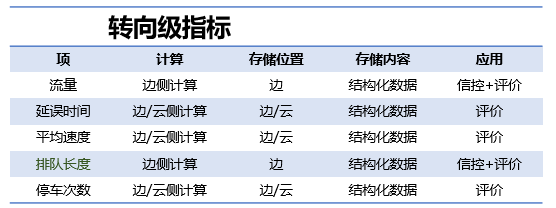 转向级指标
项 计算 存储位置 存储内容 应用
流量 边侧计算 边 结构化数据 信控+评价
延误时间 边/云侧计算 边/云 结构化数据 评价
平均速度 边/云侧计算 边/云 结构化数据 评价
排队长度 边侧计算 边 结构化数据 信控+评价
停车次数 边/云侧计算 边/云 结构化数据 评价